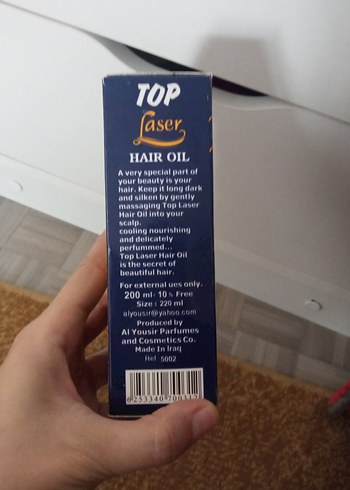 TOP
Laser
HAIR OIL
A very special part of
your beauty is your
hair. Keep it long dark
and silken by gently
massaging Top Laser
Hair Oil into your
scalp.
cooling nourishing
and delicately
perfummed...
Top Laser Hair Oil
is the secret of
beautiful hair.
For external ues only.
200 ml+ 10% Free
Size : 220 ml
alyousir@yahoo.com
Produced by
Al Yousir Parfumes
and Cosmetics Co.
Made In Iraq
Ref. 5002